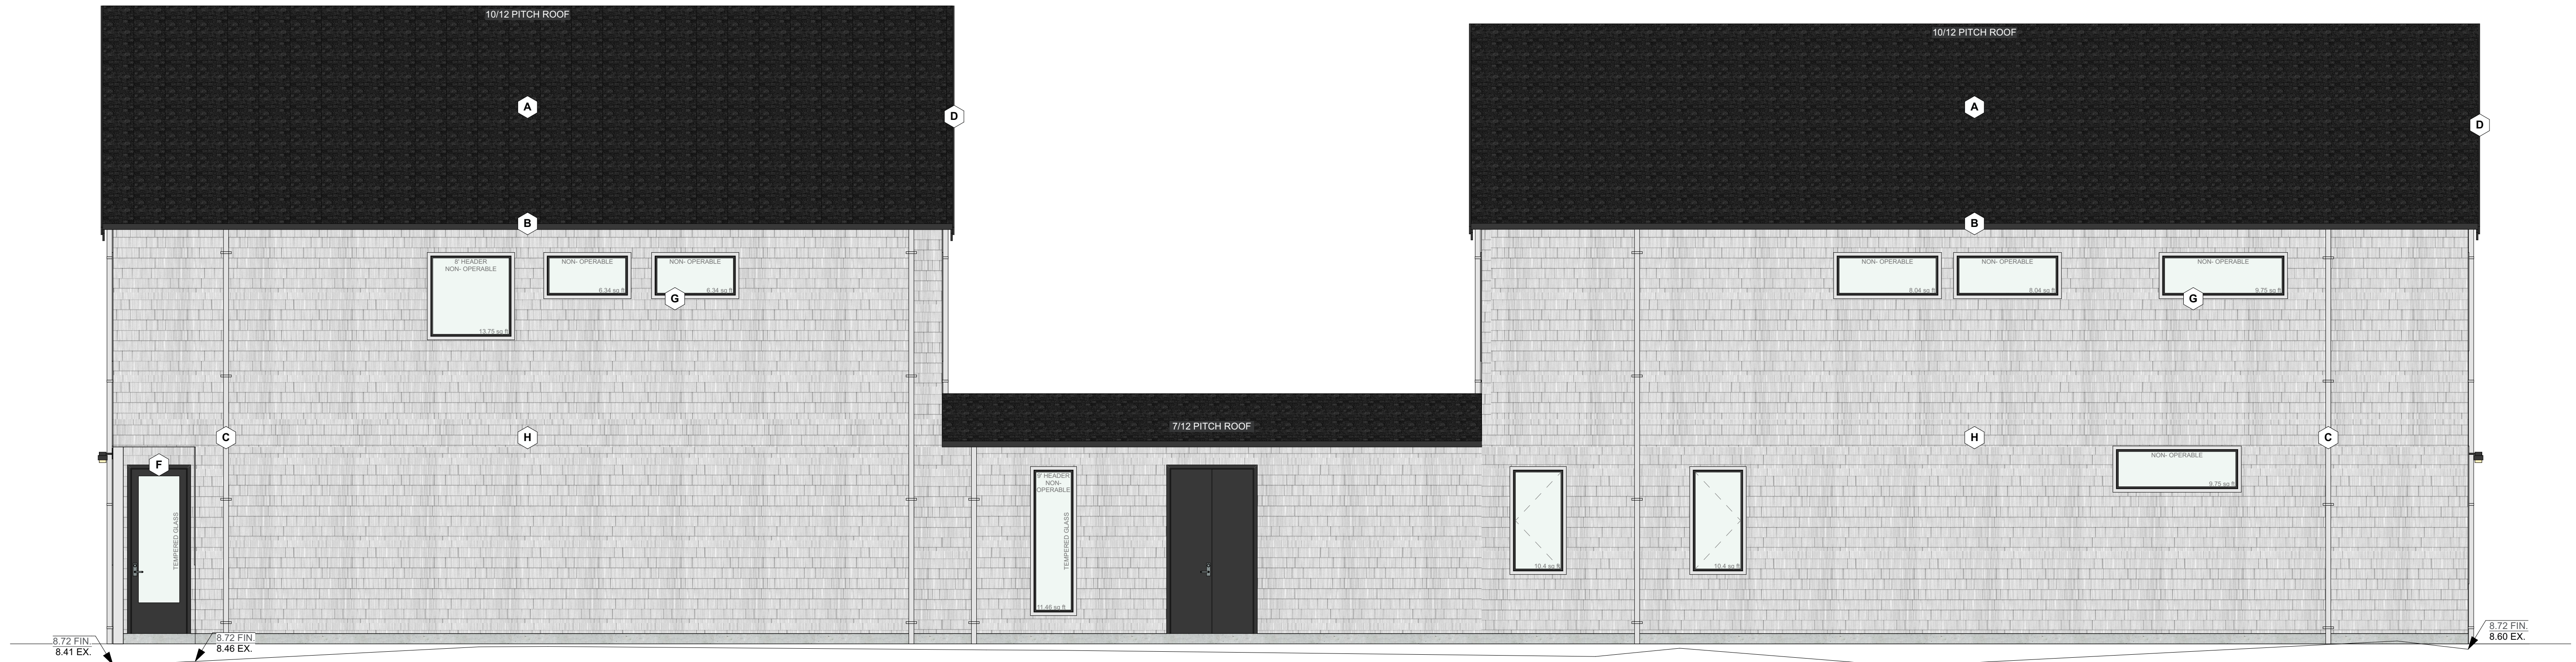 10/12 PITCH ROOF
10/12 PITCH ROOF
A
A
D
D
B
B
8' HEADER
NON- OPERABLE
13.75 sq ft
NON- OPERABLE
6.34 sq ft
NON- OPERABLE
6.34 sq ft
G
NON- OPERABLE
8.04 sq ft
NON- OPERABLE
8.04 sq ft
NON- OPERABLE
9.75 sq ft
G
7/12 PITCH ROOF
C
H
H
C
F
TEMPERED GLASS
9' HEADER
NON-
OPERABLE
TEMPERED GLASS
11.46 sq ft
10.4 sq ft
10.4 sq ft
NON- OPERABLE
9.75 sq ft
8.72 FIN.
8.41 EX.
8.72 FIN.
8.46 EX.
8.72 FIN.
8.60 EX.